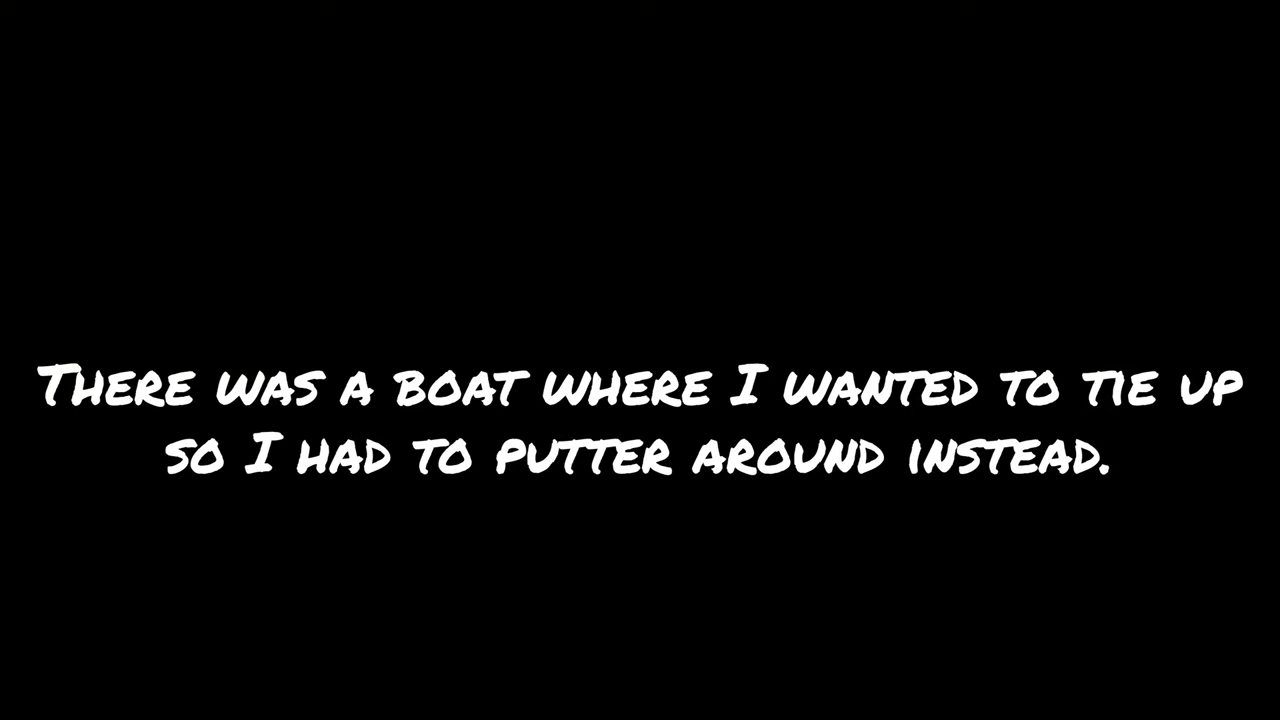 There was a boat where I wanted to tie up
so I had to putter around instead.